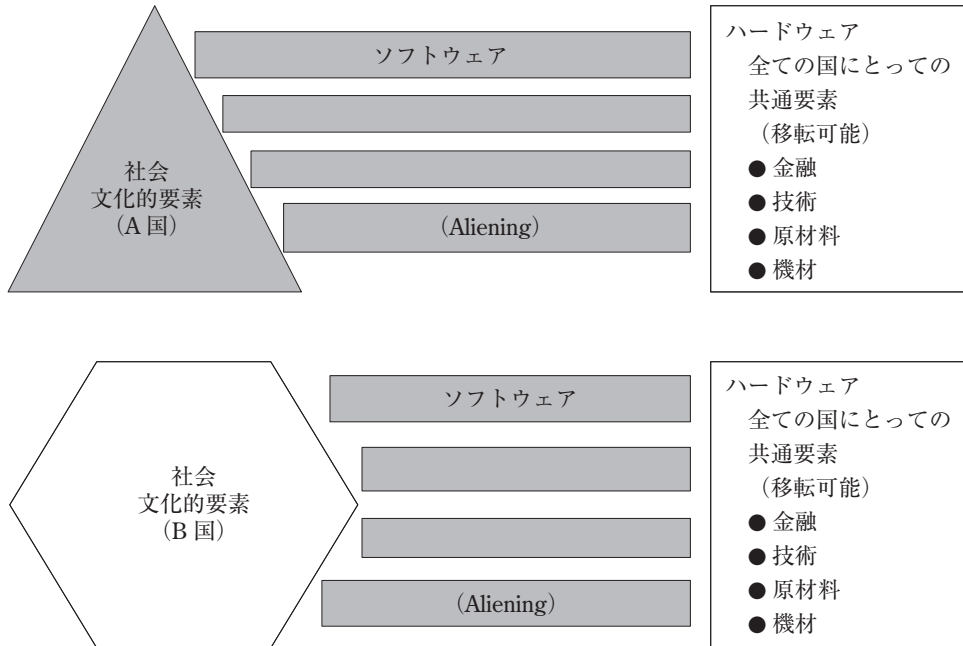 社会
文化的要素
(A 国)
ソフトウェア
(Aliening)
ハードウェア
全ての国にとっての
共通要素
（移転可能）
● 金融
● 技術
● 原材料
● 機材
社会
文化的要素
(B 国)
ソフトウェア
(Aliening)
ハードウェア
全ての国にとっての
共通要素
（移転可能）
● 金融
● 技術
● 原材料
● 機材